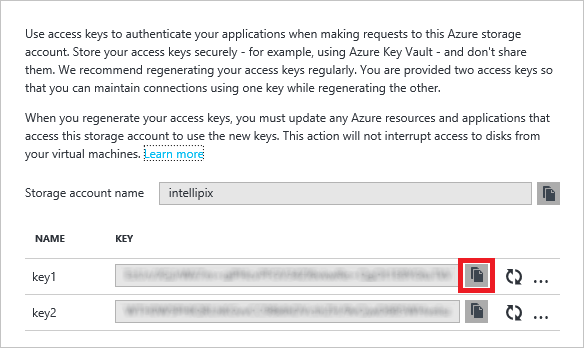 Use access keys to authenticate your applications when making requests to this Azure storage
account. Store your access keys securely - for example, using Azure Key Vault - and don't share
them. We recommend regenerating your access keys regularly. You are provided two access keys so
that you can maintain connections using one key while regenerating the other.
When you regenerate your access keys, you must update any Azure resources and applications that
access this storage account to use the new keys. This action will not interrupt access to disks from
your virtual machines. Learn more
Storage account name intellipix
NAME KEY
key1
key2